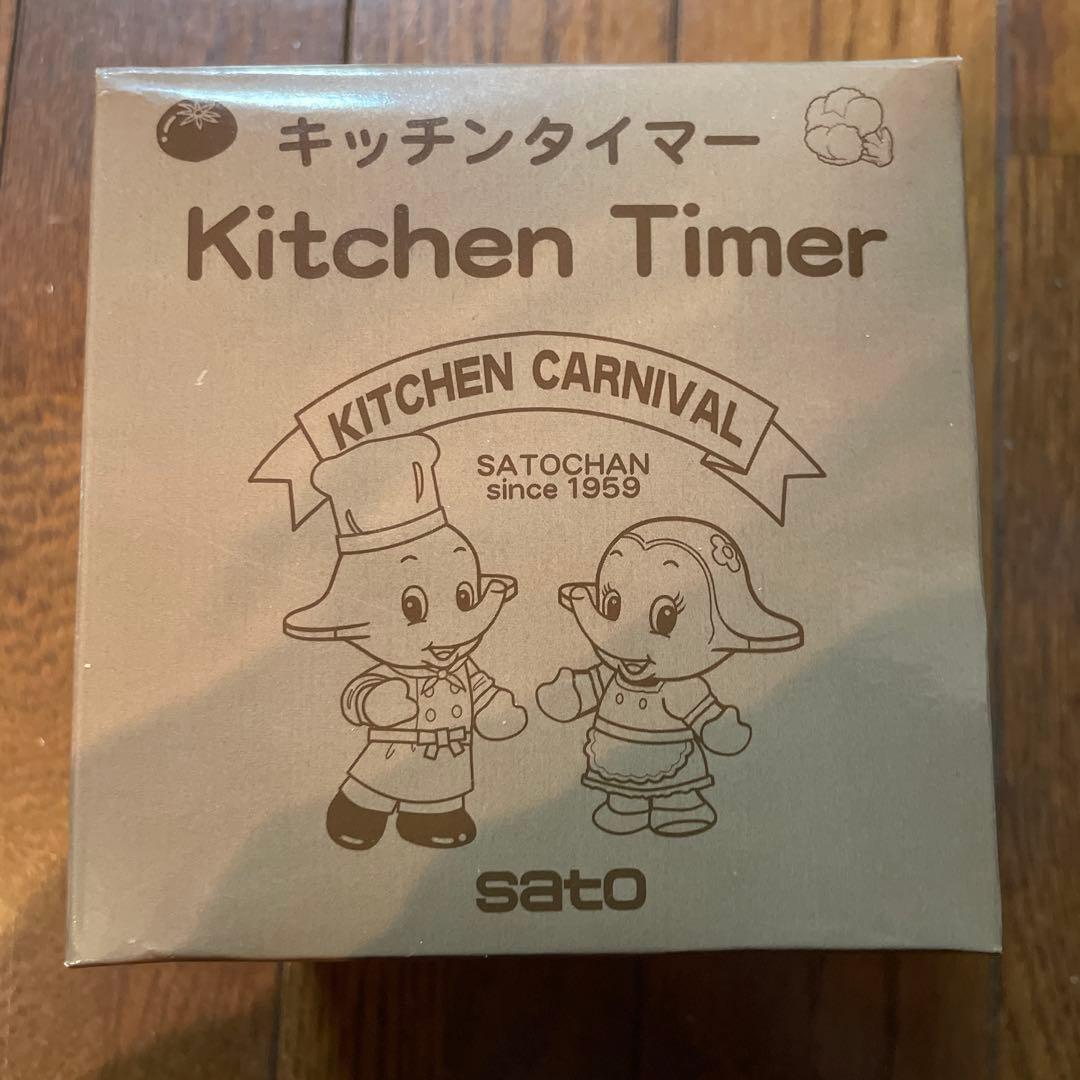 キッチンタイマー
Kitchen Timer
KITCHEN CARNIVAL
SATOCHAN
since 1959
sato